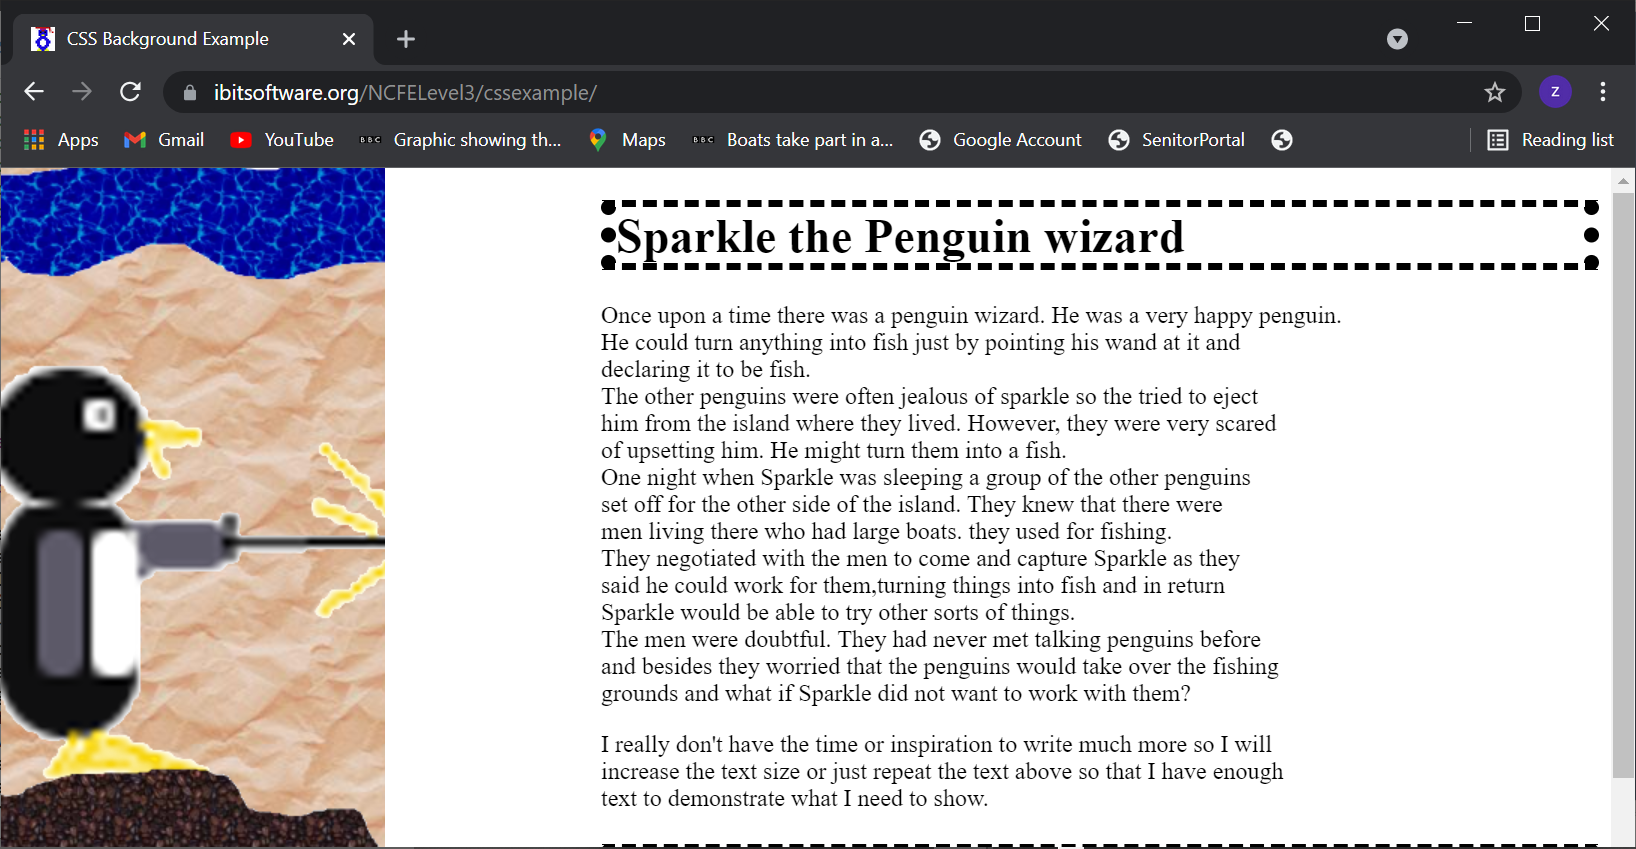 CSS Background Example
ibitsoftware.org/NCFELevel3/cssexample/
z
Apps Gmail YouTube BBC Graphic showing th... Maps BBC Boats take part in a... Google Account SenitorPortal Reading list
Sparkle the Penguin wizard
Once upon a time there was a penguin wizard. He was a very happy penguin.
He could turn anything into fish just by pointing his wand at it and
declaring it to be fish.
The other penguins were often jealous of sparkle so the tried to eject
him from the island where they lived. However, they were very scared
of upsetting him. He might turn them into a fish.
One night when Sparkle was sleeping a group of the other penguins
set off for the other side of the island. They knew that there were
men living there who had large boats. they used for fishing.
They negotiated with the men to come and capture Sparkle as they
said he could work for them,turning things into fish and in return
Sparkle would be able to try other sorts of things.
The men were doubtful. They had never met talking penguins before
and besides they worried that the penguins would take over the fishing
grounds and what if Sparkle did not want to work with them?
I really don't have the time or inspiration to write much more so I will
increase the text size or just repeat the text above so that I have enough
text to demonstrate what I need to show.